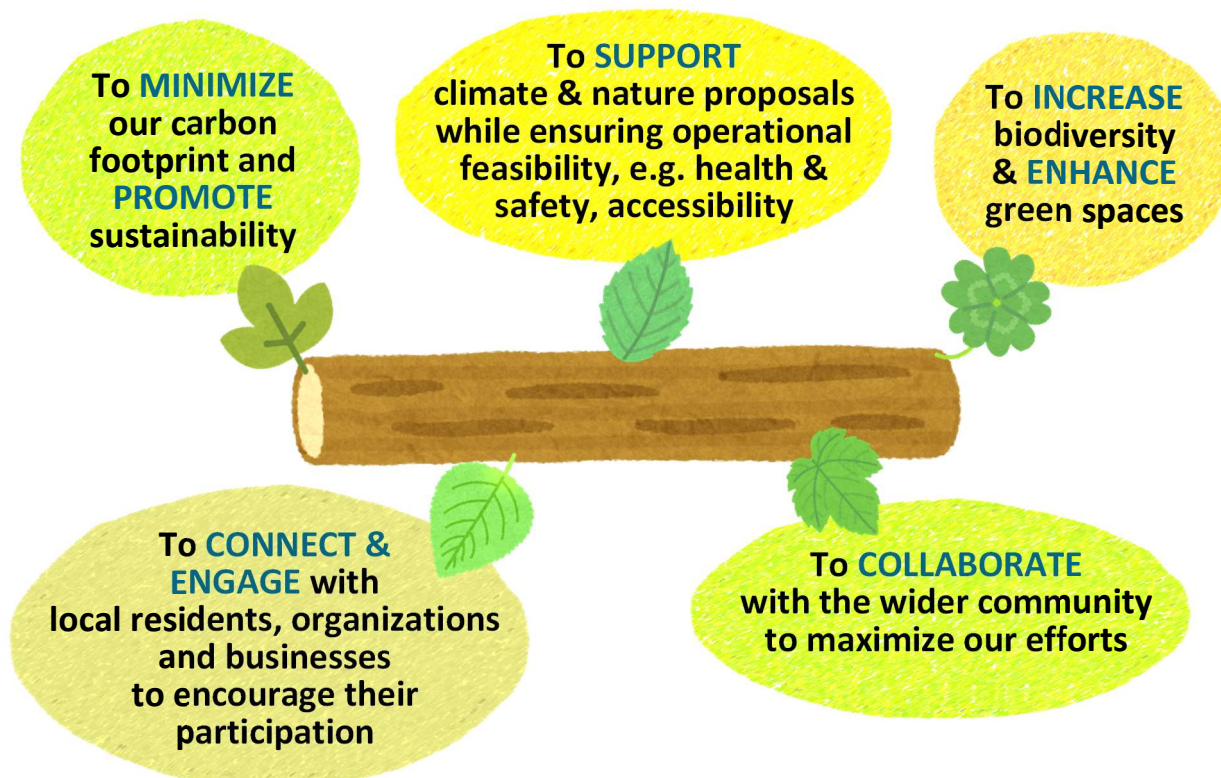 To MINIMIZE
our carbon
footprint and
PROMOTE
sustainability
To SUPPORT
climate & nature proposals
while ensuring operational
feasibility, e.g. health &
safety, accessibility
To INCREASE
biodiversity
& ENHANCE
green spaces
To CONNECT &
ENGAGE with
local residents, organizations
and businesses
to encourage their
participation
To COLLABORATE
with the wider community
to maximize our efforts